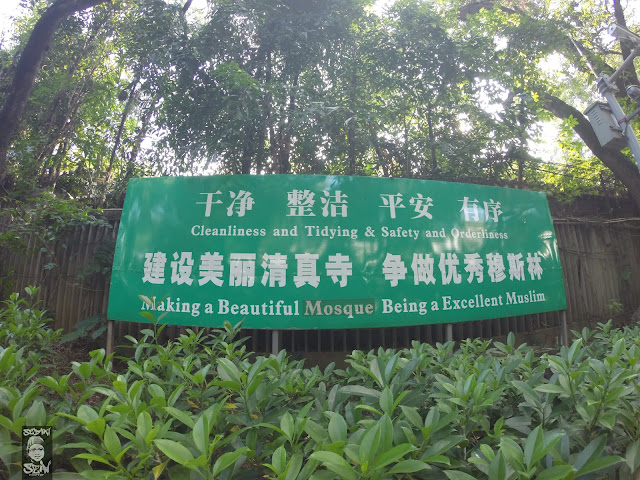 干净 整洁 平安 有序
Cleanliness and Tidying & Safety and Orderliness
建设美丽清真寺 争做优秀穆斯林
Making a Beautiful Mosque Being a Excellent Muslim